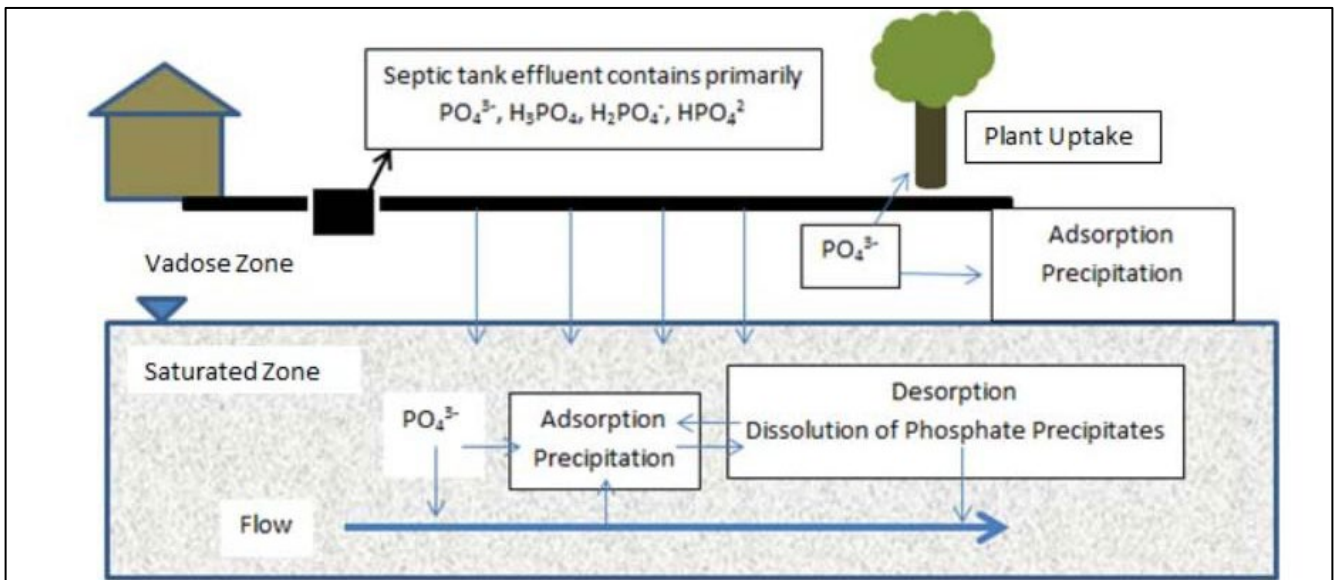 Septic tank effluent contains primarily
PO₄³⁻, H₃PO₄, H₂PO₄⁻, HPO₄²
Plant Uptake
PO₄³⁻
Adsorption
Precipitation
Vadose Zone
Saturated Zone
PO₄³⁻
Adsorption
Precipitation
Desorption
Dissolution of Phosphate Precipitates
Flow